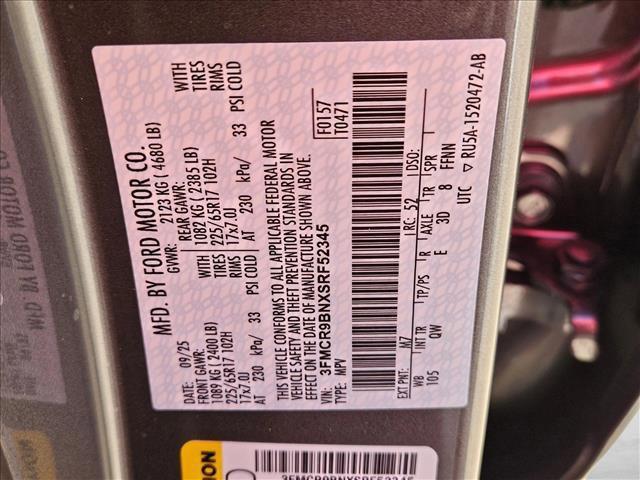 MFD. BY FORD MOTOR CO.
09/25
GVWR: 2123 KG ( 4680 LB)
FRONT GAWR:
1089 KG ( 2400 LB)
225/65R17 102H
17x7.0J
AT 230 kPa/ 33 PSI COLD
REAR GAWR:
1082 KG ( 2385 LB)
225/65R17 102H
17x7.0J
AT 230 kPa/ 33 PSI COLD
WITH
TIRES
RIMS
WITH
TIRES
RIMS
THIS VEHICLE CONFORMS TO ALL APPLICABLE FEDERAL MOTOR
VEHICLE SAFETY AND THEFT PREVENTION STANDARDS IN
EFFECT ON THE DATE OF MANUFACTURE SHOWN ABOVE.
VIN: 3FMCR9BNXSRF52345
TYPE: MPV
F0157
T0471
EXT PNT: M7 RC: 52 DSO:
WB INT TR TP/PS R AXLE TR SPR
105 QW E 3D 8 FFNN
UTC ▽ RU5A-1520472-AB
3FMCR9BNXSRF52345